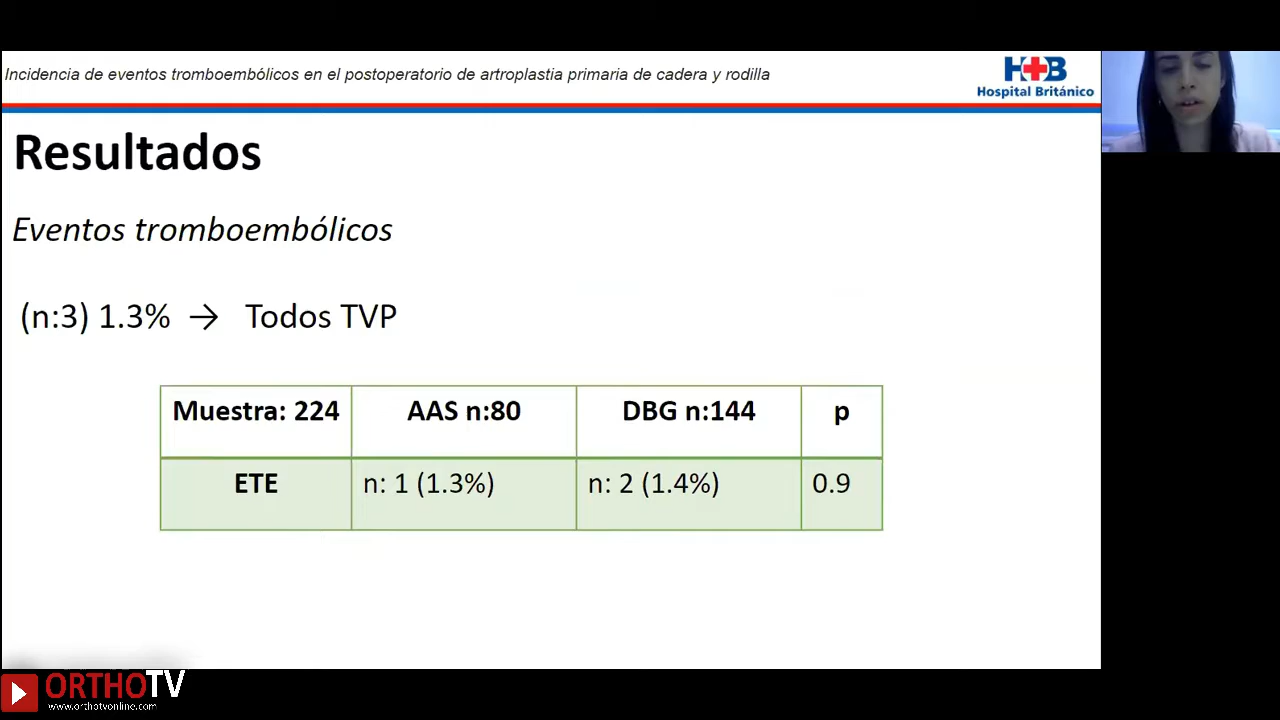 Incidencia de eventos tromboembólicos en el postoperatorio de artroplastia primaria de cadera y rodilla
H+B
Hospital Británico
Resultados
Eventos tromboembólicos
(n:3) 1.3% → Todos TVP
Muestra: 224 AAS n:80 DBG n:144 p
ETE n: 1 (1.3%) n: 2 (1.4%) 0.9
ORTHOTV
www.orthotvonline.com